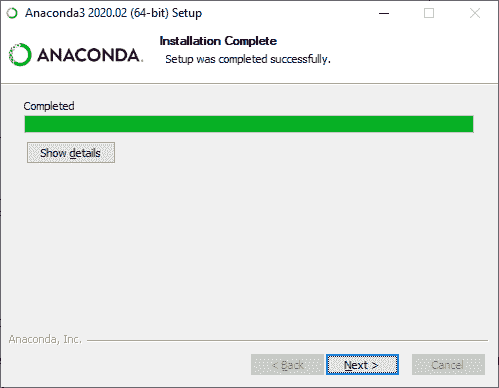 Anaconda3 2020.02 (64-bit) Setup
ANACONDA.
Installation Complete
Setup was completed successfully.
Completed
Show details
Anaconda, Inc.
< Back
Next >
Cancel